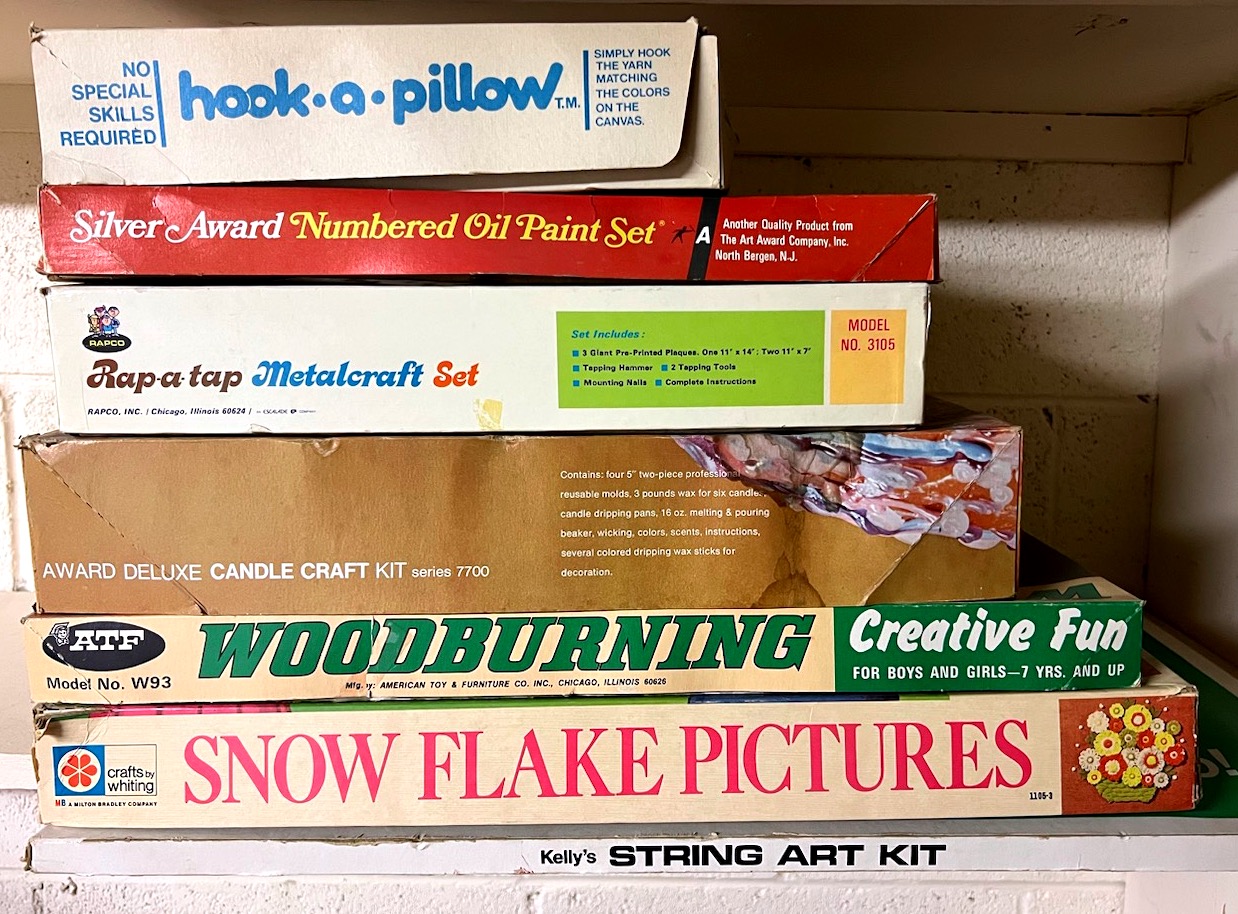 NO
SPECIAL
SKILLS
REQUIRED
hook·a·pillow T.M.
SIMPLY HOOK
THE YARN
MATCHING
THE COLORS
ON THE
CANVAS.
Silver Award Numbered Oil Paint Set®
A
Another Quality Product from
The Art Award Company, Inc.
North Bergen, N.J.
RAPCO
Rap-a-tap Metalcraft Set
RAPCO, INC. / Chicago, Illinois 60624 / an ESCALADE COMPANY
Set Includes:
3 Giant Pre-Printed Plaques. One 11" x 14"; Two 11" x 7"
Tapping Hammer 2 Tapping Tools
Mounting Nails Complete Instructions
MODEL
NO. 3105
Contains: four 5" two-piece professional
reusable molds, 3 pounds wax for six candle
candle dripping pans, 16 oz. melting & pouring
beaker, wicking, colors, scents, instructions,
several colored dripping wax sticks for
decoration.
AWARD DELUXE CANDLE CRAFT KIT series 7700
ATF
Model No. W93
WOODBURNING
Mfg. by: AMERICAN TOY & FURNITURE CO. INC., CHICAGO, ILLINOIS 60626
Creative Fun
FOR BOYS AND GIRLS—7 YRS. AND UP
crafts by
whiting
MB A MILTON BRADLEY COMPANY
SNOW FLAKE PICTURES
1105-3
Kelly's STRING ART KIT